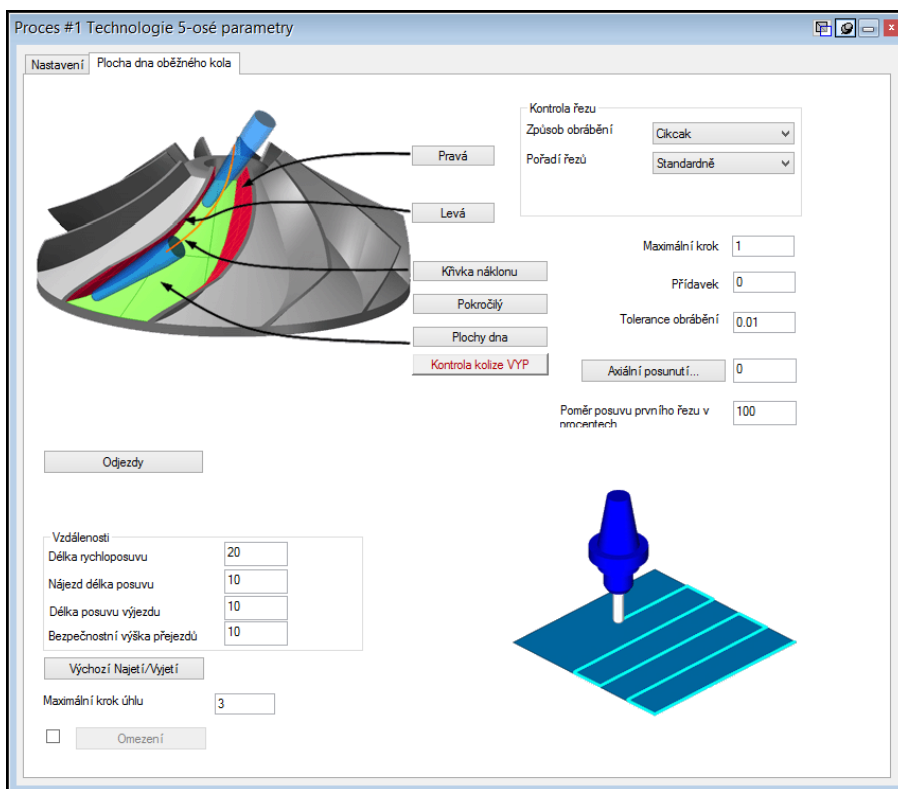 Proces #1 Technologie 5-osé parametry
Nastavení
Plocha dna oběžného kola
Pravá
Levá
Křivka náklonu
Pokročilý
Plochy dna
Kontrola kolize VYP
Kontrola řezu
Způsob obrábění
Cikcak
Pořadí řezů
Standardně
Maximální krok
1
Přídavek
0
Tolerance obrábění
0.01
Axiální posunutí...
0
Poměr posuvu prvního řezu v
procentech
100
Odjezdy
Vzdálenosti
Délka rychloposuvu
20
Nájezd délka posuvu
10
Délka posuvu výjezdu
10
Bezpečnostní výška přejezdů
10
Výchozí Najetí/Vyjetí
Maximální krok úhlu
3
Omezení